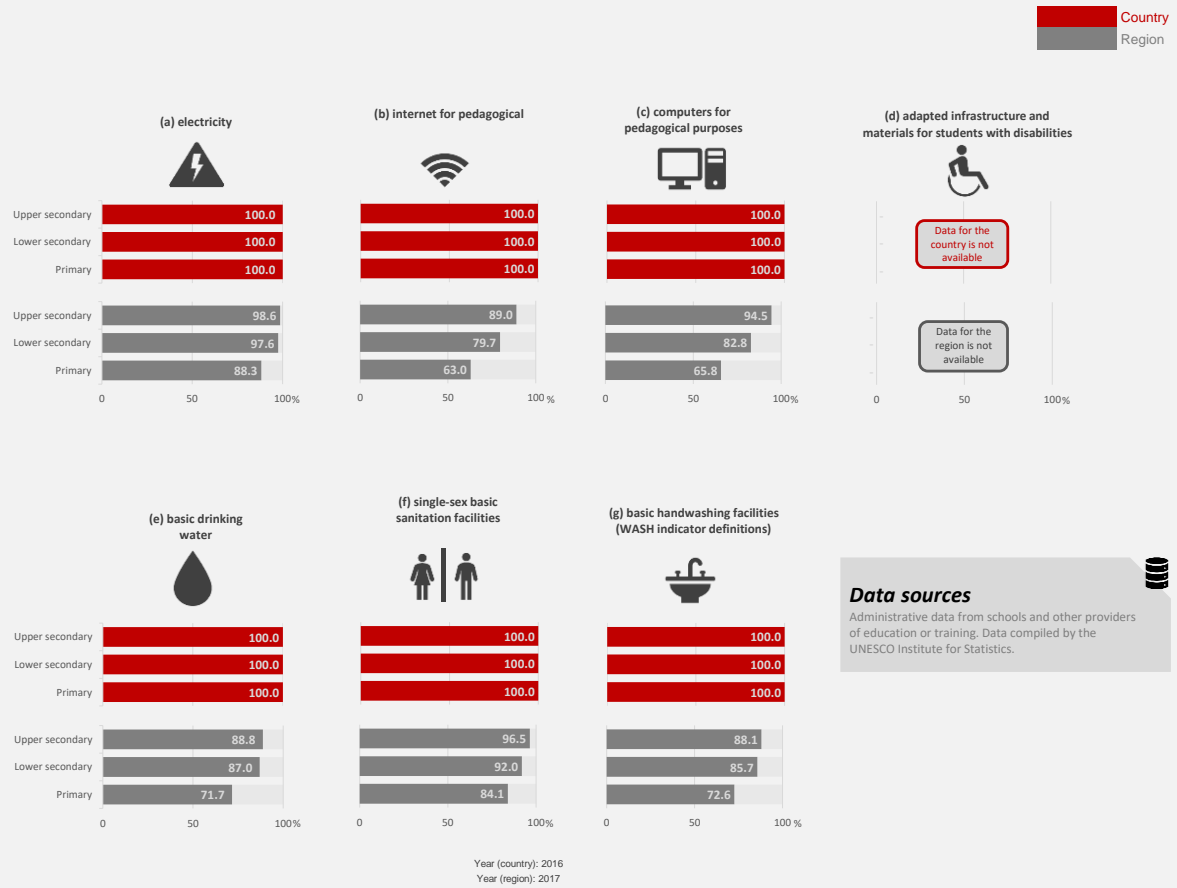 Country
Region
(a) electricity
(b) internet for pedagogical
(c) computers for
pedagogical purposes
(d) adapted infrastructure and
materials for students with disabilities
Upper secondary
100.0
100.0
100.0
Lower secondary
100.0
100.0
100.0
Primary
100.0
100.0
100.0
Data for the
country is not
available
Upper secondary
98.6
89.0
94.5
Lower secondary
97.6
79.7
82.8
Primary
88.3
63.0
65.8
Data for the
region is not
available
0 50 100%
0 50 100 %
0 50 100%
0 50 100%
(e) basic drinking
water
(f) single-sex basic
sanitation facilities
(g) basic handwashing facilities
(WASH indicator definitions)
Upper secondary
100.0
100.0
100.0
Lower secondary
100.0
100.0
100.0
Primary
100.0
100.0
100.0
Upper secondary
88.8
96.5
88.1
Lower secondary
87.0
92.0
85.7
Primary
71.7
84.1
72.6
0 50 100%
0 50 100%
0 50 100 %
Data sources
Administrative data from schools and other providers
of education or training. Data compiled by the
UNESCO Institute for Statistics.
Year (country): 2016
Year (region): 2017